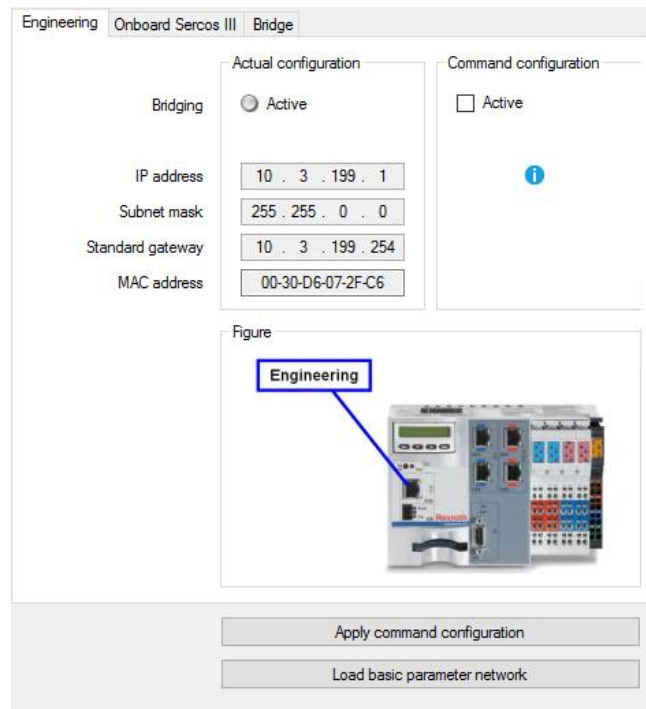 Engineering Onboard Sercos III Bridge
Actual configuration Command configuration
Bridging Active Active
IP address 10 . 3 . 199 . 1
Subnet mask 255 . 255 . 0 . 0
Standard gateway 10 . 3 . 199 . 254
MAC address 00-30-D6-07-2F-C6
Figure
Engineering
Rexroth
Apply command configuration
Load basic parameter network